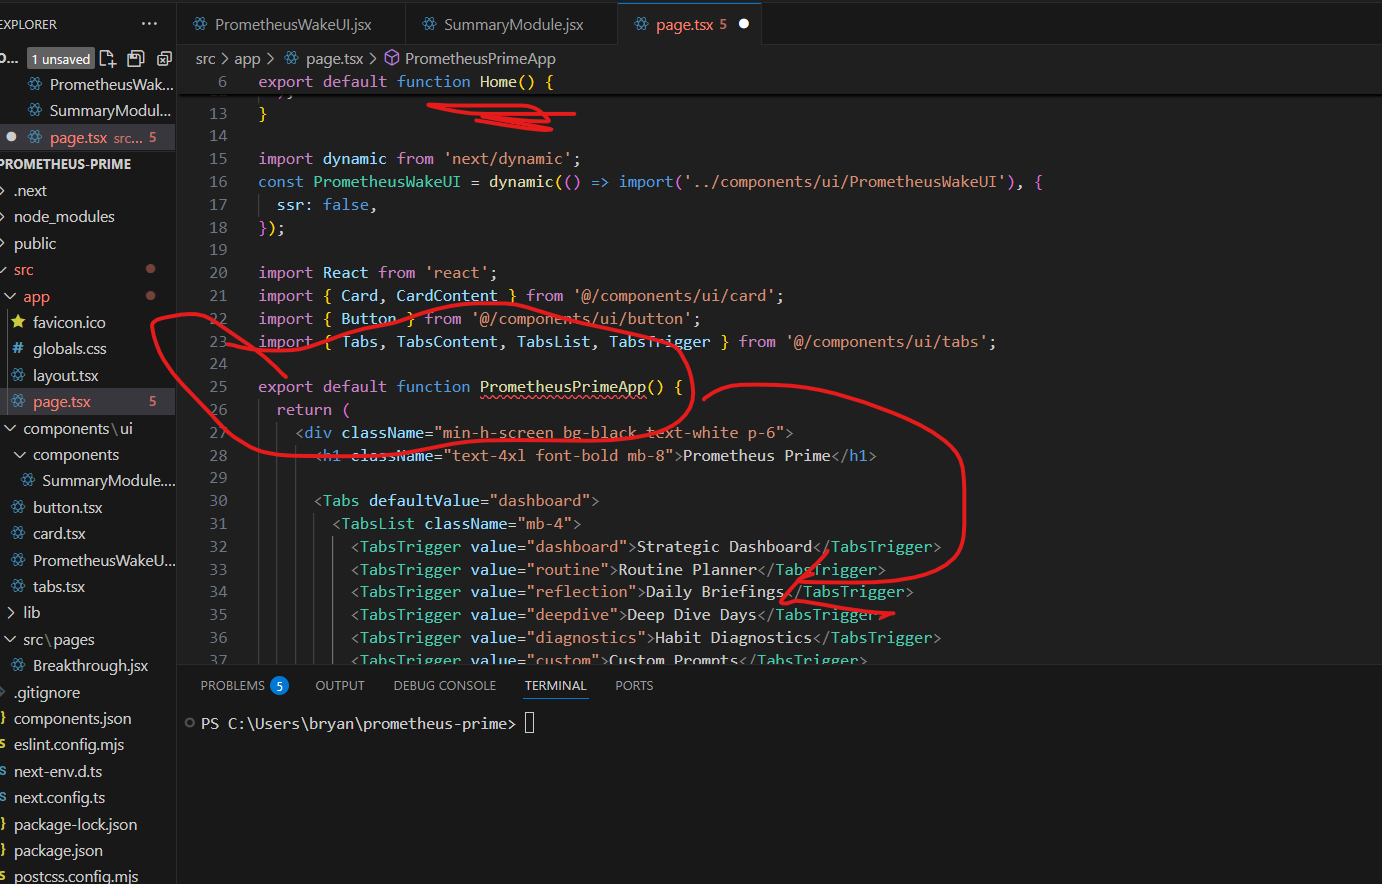 EXPLORER ···
PrometheusWakeUI.jsx
SummaryModule.jsx
page.tsx 5
O... 1 unsaved
PrometheusWak...
SummaryModul...
page.tsx src... 5
PROMETHEUS-PRIME
.next
node_modules
public
src
app
favicon.ico
# globals.css
layout.tsx
page.tsx 5
components\ui
components
SummaryModule....
button.tsx
card.tsx
PrometheusWakeU...
tabs.tsx
lib
src\pages
Breakthrough.jsx
.gitignore
components.json
eslint.config.mjs
next-env.d.ts
next.config.ts
package-lock.json
package.json
postcss.config.mjs
src > app > page.tsx > PrometheusPrimeApp
6 export default function Home() {
13 }
14
15 import dynamic from 'next/dynamic';
16 const PrometheusWakeUI = dynamic(() => import('../components/ui/PrometheusWakeUI'), {
17 ssr: false,
18 });
19
20 import React from 'react';
21 import { Card, CardContent } from '@/components/ui/card';
22 import { Button } from '@/components/ui/button';
23 import { Tabs, TabsContent, TabsList, TabsTrigger } from '@/components/ui/tabs';
24
25 export default function PrometheusPrimeApp() {
26 return (
27 <div className="min-h-screen bg-black text-white p-6">
28 <h1 className="text-4xl font-bold mb-8">Prometheus Prime</h1>
29
30 <Tabs defaultValue="dashboard">
31 <TabsList className="mb-4">
32 <TabsTrigger value="dashboard">Strategic Dashboard</TabsTrigger>
33 <TabsTrigger value="routine">Routine Planner</TabsTrigger>
34 <TabsTrigger value="reflection">Daily Briefings</TabsTrigger>
35 <TabsTrigger value="deepdive">Deep Dive Days</TabsTrigger>
36 <TabsTrigger value="diagnostics">Habit Diagnostics</TabsTrigger>
37 <TabsTrigger value="custom">Custom Prompts</TabsTrigger>
PROBLEMS 5 OUTPUT DEBUG CONSOLE TERMINAL PORTS
PS C:\Users\bryan\prometheus-prime>